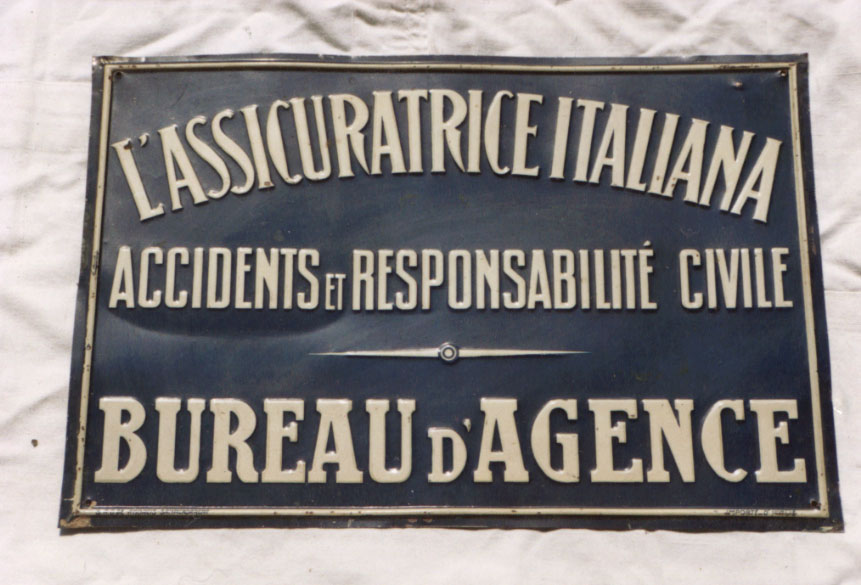 L'ASSICURATRICE ITALIANA
ACCIDENTS ET RESPONSABILITÉ CIVILE
BUREAU D'AGENCE